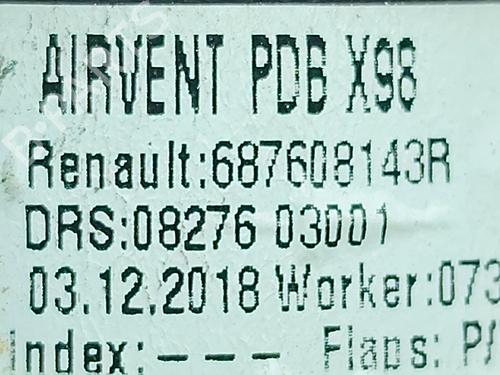 AIRVENT PDB X98
Renault:687608143R
DRS:08276 03001
03.12.2018 Worker:073
Index:--- Flaps: P/